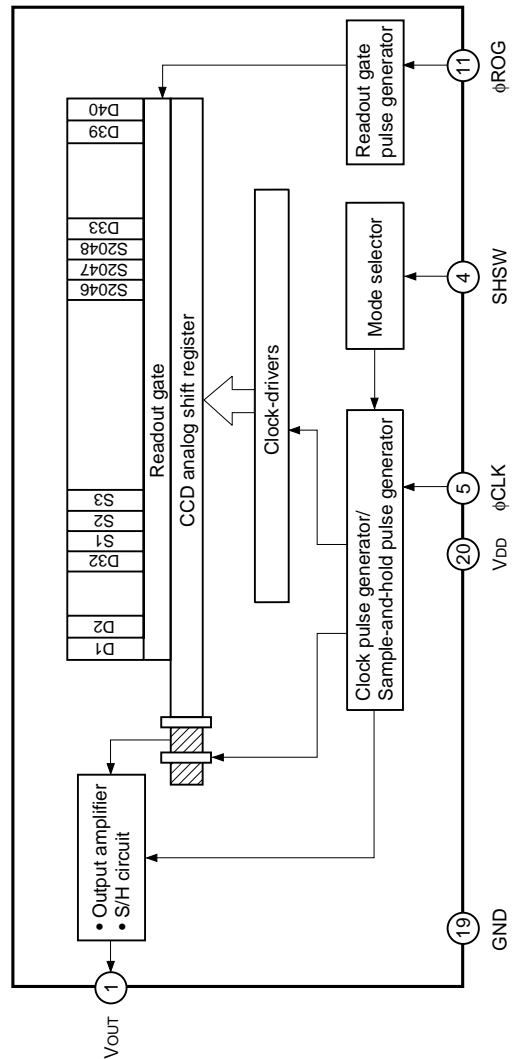 D1
D2
D32
S1
S2
S3
S2046
S2047
S2048
D33
D39
D40
Readout gate
CCD analog shift register
Clock-drivers
• Output amplifier
• S/H circuit
Clock pulse generator/
Sample-and-hold pulse generator
Mode selector
Readout gate
pulse generator
1
VOUT
19
GND
20
VDD
5
ϕCLK
4
SHSW
11
ϕROG